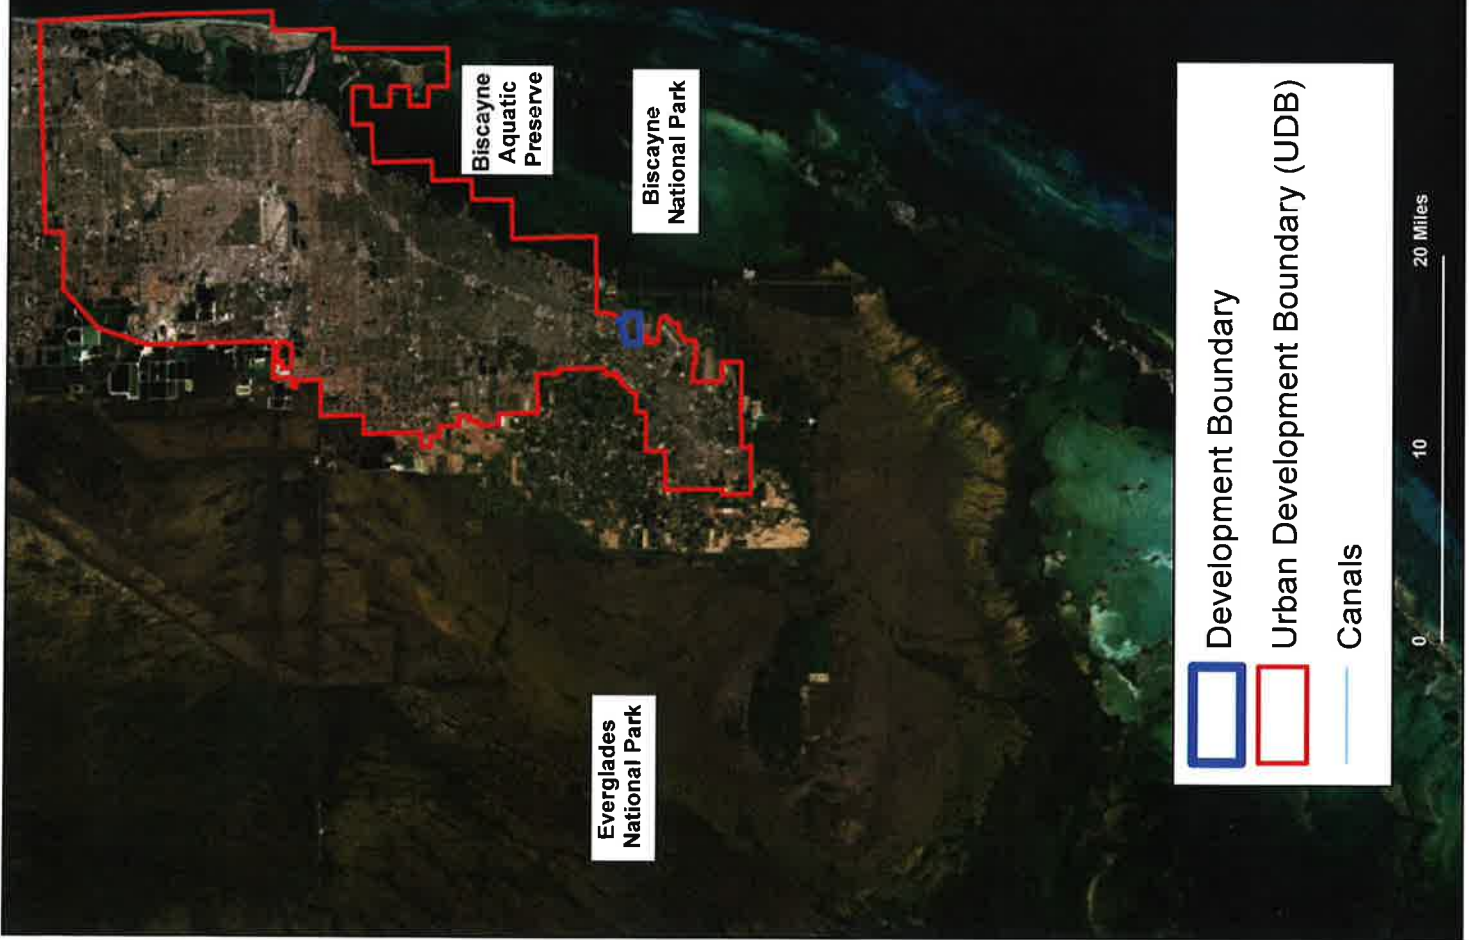 Biscayne
Aquatic
Preserve
Biscayne
National Park
Everglades
National Park
Development Boundary
Urban Development Boundary (UDB)
Canals
0
10
20 Miles